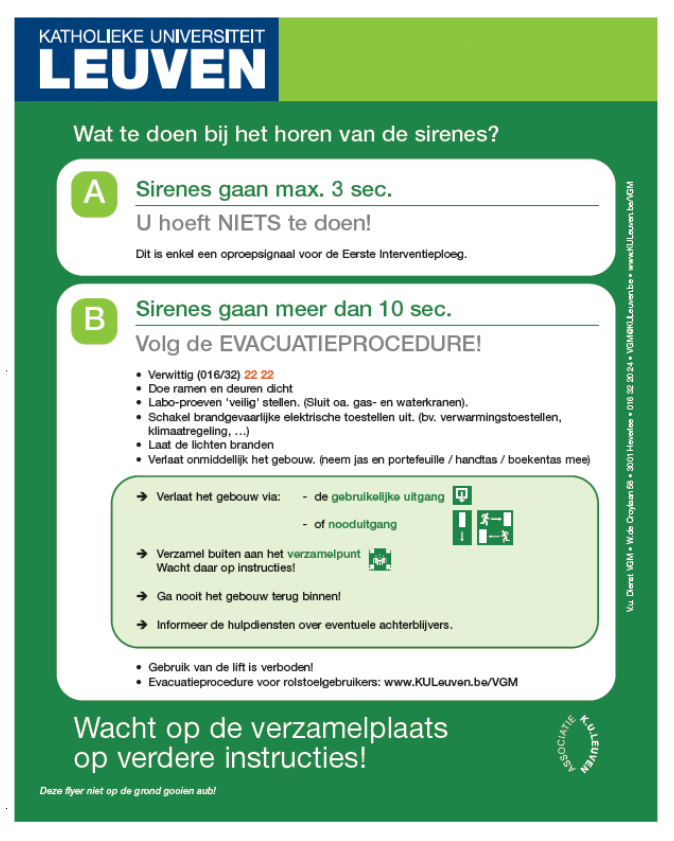 KATHOLIEKE UNIVERSITEIT
LEUVEN
Wat te doen bij het horen van de sirenes?
A
Sirenes gaan max. 3 sec.
U hoeft NIETS te doen!
Dit is enkel een oproepsignaal voor de Eerste Interventieploeg.
B
Sirenes gaan meer dan 10 sec.
Volg de EVACUATIEPROCEDURE!
• Verwittig (016/32) 22 22
• Doe ramen en deuren dicht
• Labo-proeven 'veilig' stellen. (Sluit oa. gas- en waterkranen).
• Schakel brandgevaarlijke elektrische toestellen uit. (bv. verwarmingstoestellen,
klimaatregeling, ...)
• Laat de lichten branden
• Verlaat onmiddellijk het gebouw. (neem jas en portefeuille / handtas / boekentas mee)
➔ Verlaat het gebouw via: - de gebruikelijke uitgang
- of nooduitgang
➔ Verzamel buiten aan het verzamelpunt
Wacht daar op instructies!
➔ Ga nooit het gebouw terug binnen!
➔ Informeer de hulpdiensten over eventuele achterblijvers.
• Gebruik van de lift is verboden!
• Evacuatieprocedure voor rolstoelgebruikers: www.KULeuven.be/VGM
V.u. Dienst VGM • W. de Croylaan 58 • 3001 Heverlee • 016 32 20 24 • VGM@KULeuven.be • www.KULeuven.be/VGM
Wacht op de verzamelplaats
op verdere instructies!
ASSOCIATIE K.U.LEUVEN
Deze flyer niet op de grond gooien aub!